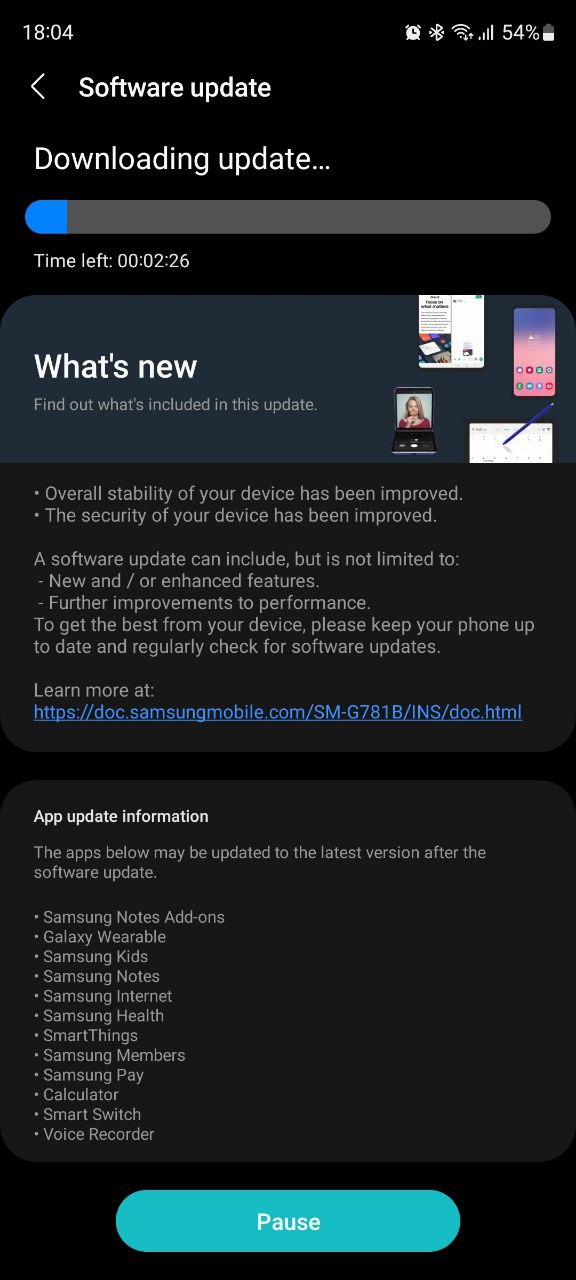 18:04
54%
Software update
Downloading update...
Time left: 00:02:26
Focus on
what matters
What's new
Find out what's included in this update.
• Overall stability of your device has been improved.
• The security of your device has been improved.
A software update can include, but is not limited to:
- New and / or enhanced features.
- Further improvements to performance.
To get the best from your device, please keep your phone up
to date and regularly check for software updates.
Learn more at:
https://doc.samsungmobile.com/SM-G781B/INS/doc.html
App update information
The apps below may be updated to the latest version after the
software update.
• Samsung Notes Add-ons
• Galaxy Wearable
• Samsung Kids
• Samsung Notes
• Samsung Internet
• Samsung Health
• SmartThings
• Samsung Members
• Samsung Pay
• Calculator
• Smart Switch
• Voice Recorder
Pause